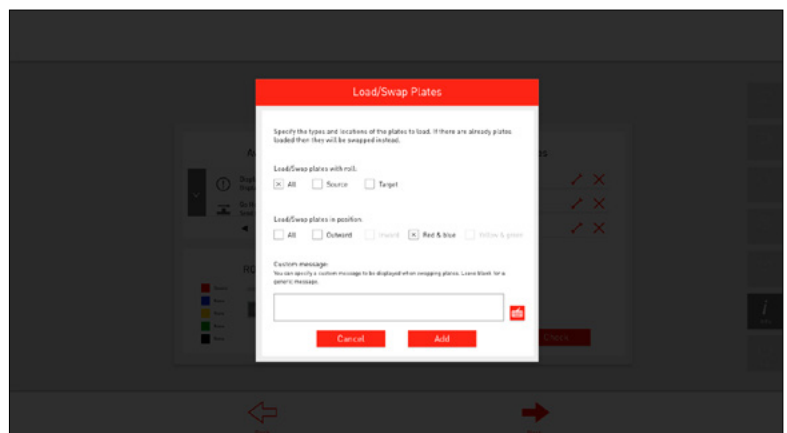 Load/Swap Plates
Specify the types and locations of the plates to load. If there are already plates
loaded then they will be swapped instead.
Load/Swap plates with roll:
All Source Target
Load/Swap plates in position:
All Outward Inward Red & blue Yellow & green
Custom message:
You can specify a custom message to be displayed when swapping plates. Leave blank for a
generic message.
Cancel Add
Check